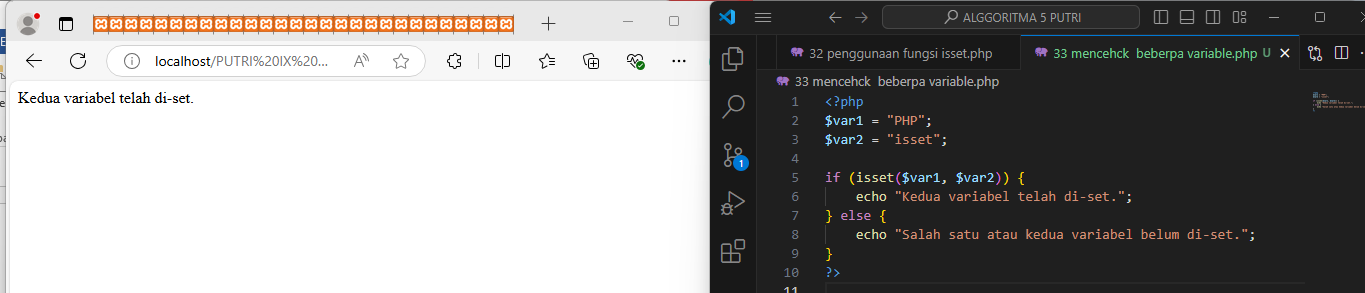 localhost/PUTRI%20IX%20 ...
Kedua variabel telah di-set.
ALGGORITMA 5 PUTRI
32 penggunaan fungsi isset.php
33 mencehck beberpa variable.php U
33 mencehck beberpa variable.php
1 <?php
2 $var1 = "PHP";
3 $var2 = "isset";
4
5 if (isset($var1, $var2)) {
6 echo "Kedua variabel telah di-set.";
7 } else {
8 echo "Salah satu atau kedua variabel belum di-set.";
9 }
10 ?>
11
1